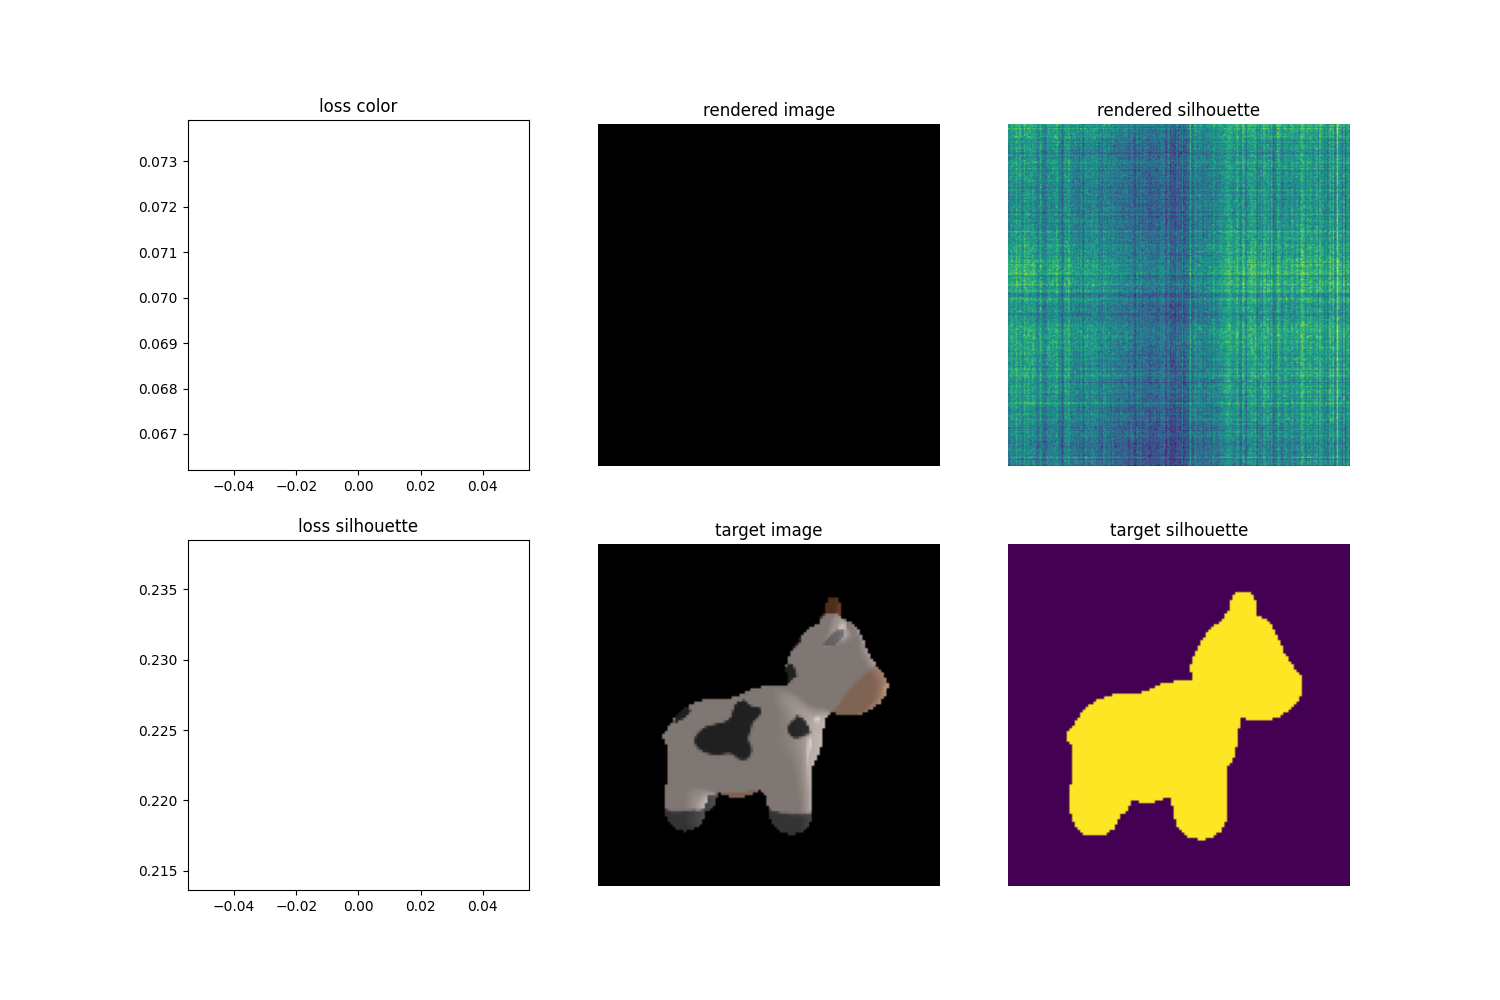 loss color
0.073
0.072
0.071
0.070
0.069
0.068
0.067
−0.04 −0.02 0.00 0.02 0.04
rendered image
rendered silhouette
loss silhouette
0.235
0.230
0.225
0.220
0.215
−0.04 −0.02 0.00 0.02 0.04
target image
target silhouette